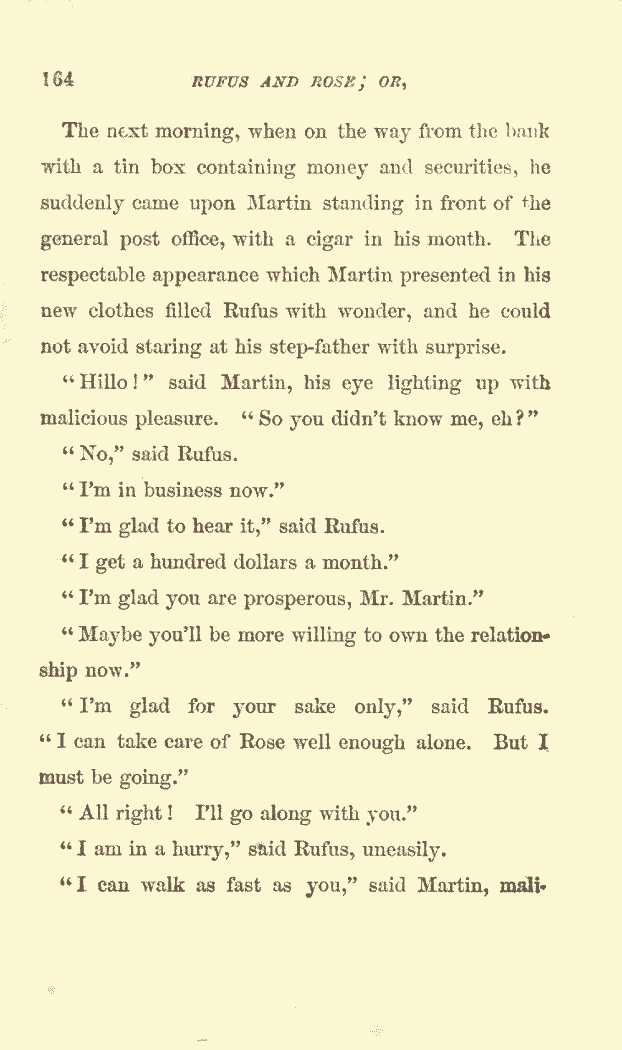 164 RUFUS AND ROSE; OR,
The next morning, when on the way from the bank
with a tin box containing money and securities, he
suddenly came upon Martin standing in front of the
general post office, with a cigar in his mouth. The
respectable appearance which Martin presented in his
new clothes filled Rufus with wonder, and he could
not avoid staring at his step-father with surprise.
“Hillo!” said Martin, his eye lighting up with
malicious pleasure. “So you didn’t know me, eh?”
“No,” said Rufus.
“I’m in business now.”
“I’m glad to hear it,” said Rufus.
“I get a hundred dollars a month.”
“I’m glad you are prosperous, Mr. Martin.”
“Maybe you’ll be more willing to own the relation-
ship now.”
“I’m glad for your sake only,” said Rufus.
“I can take care of Rose well enough alone. But I
must be going.”
“All right! I’ll go along with you.”
“I am in a hurry,” said Rufus, uneasily.
“I can walk as fast as you,” said Martin, mali-